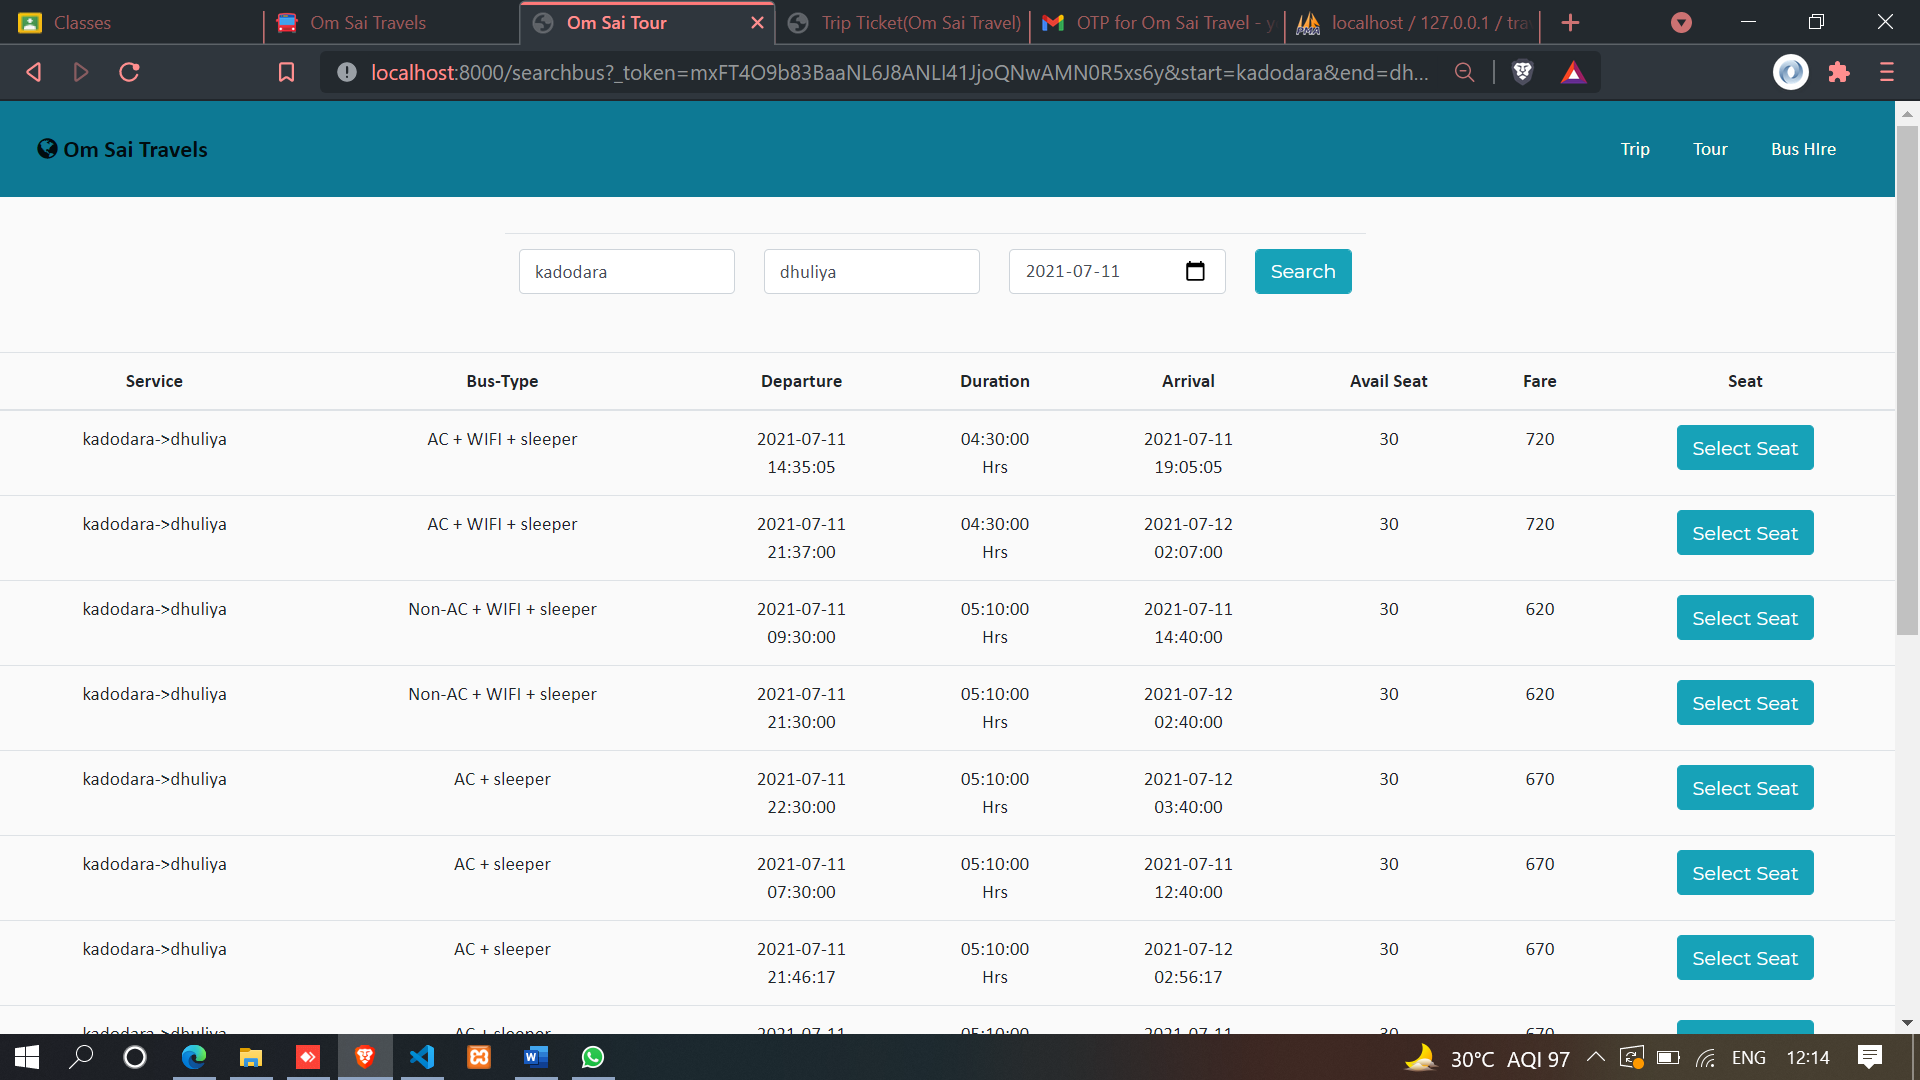 Classes
Om Sai Travels
Om Sai Tour
Trip Ticket(Om Sai Travel)
OTP for Om Sai Travel - y
localhost / 127.0.0.1 / tra
localhost:8000/searchbus?_token=mxFT4O9b83BaaNL6J8ANLI41JjoQNwAMN0R5xs6y&start=kadodara&end=dh...
Om Sai Travels
Trip
Tour
Bus HIre
kadodara
dhuliya
2021-07-11
Search
Service Bus-Type Departure Duration Arrival Avail Seat Fare Seat
kadodara->dhuliya AC + WIFI + sleeper 2021-07-11 04:30:00 2021-07-11 30 720 Select Seat
14:35:05 Hrs 19:05:05
kadodara->dhuliya AC + WIFI + sleeper 2021-07-11 04:30:00 2021-07-12 30 720 Select Seat
21:37:00 Hrs 02:07:00
kadodara->dhuliya Non-AC + WIFI + sleeper 2021-07-11 05:10:00 2021-07-11 30 620 Select Seat
09:30:00 Hrs 14:40:00
kadodara->dhuliya Non-AC + WIFI + sleeper 2021-07-11 05:10:00 2021-07-12 30 620 Select Seat
21:30:00 Hrs 02:40:00
kadodara->dhuliya AC + sleeper 2021-07-11 05:10:00 2021-07-12 30 670 Select Seat
22:30:00 Hrs 03:40:00
kadodara->dhuliya AC + sleeper 2021-07-11 05:10:00 2021-07-11 30 670 Select Seat
07:30:00 Hrs 12:40:00
kadodara->dhuliya AC + sleeper 2021-07-11 05:10:00 2021-07-12 30 670 Select Seat
21:46:17 Hrs 02:56:17
kadodara->dhuliya AC + sleeper 2021-07-11 05:10:00 2021-07-11 30 670
30°C AQI 97 ENG 12:14